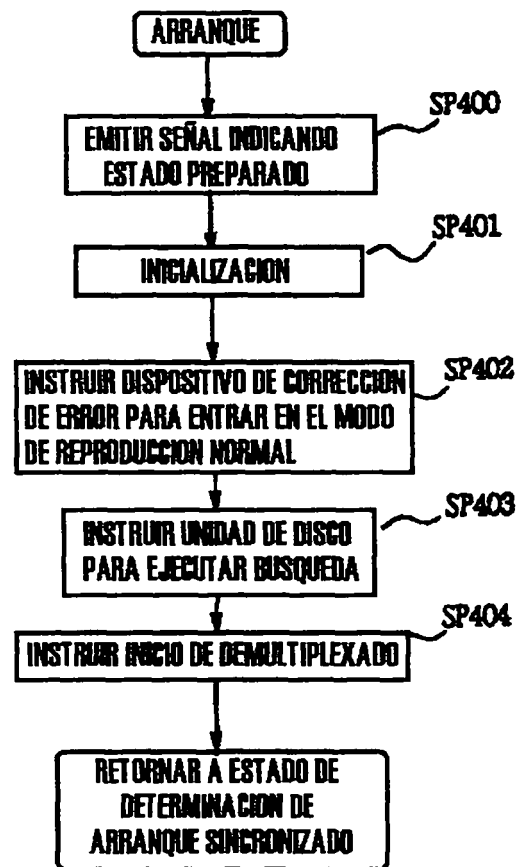 ARRANQUE
SP400
EMITIR SEÑAL INDICANDO
ESTADO PREPARADO
SP401
INICIALIZACION
SP402
INSTRUIR DISPOSITIVO DE CORRECCION
DE ERROR PARA ENTRAR EN EL MODO
DE REPRODUCCION NORMAL
SP403
INSTRUIR UNIDAD DE DISCO
PARA EJECUTAR BUSQUEDA
SP404
INSTRUIR INICIO DE DEMULTIPLEXADO
RETORNAR A ESTADO DE
DETERMINACION DE
ARRANQUE SINCRONIZADO